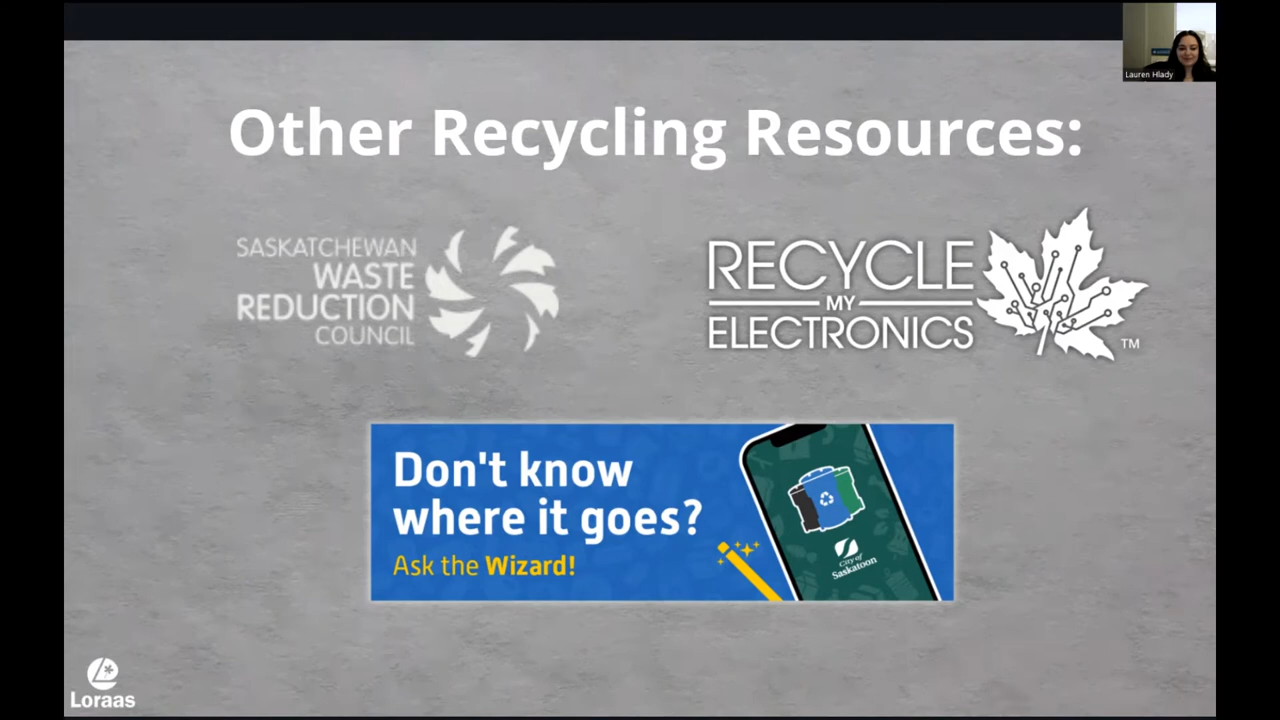 Lauren Hlady
Other Recycling Resources:
SASKATCHEWAN
WASTE
REDUCTION
COUNCIL
RECYCLE
MY
ELECTRONICS
TM
Don't know
where it goes?
Ask the Wizard!
City of
Saskatoon
Loraas